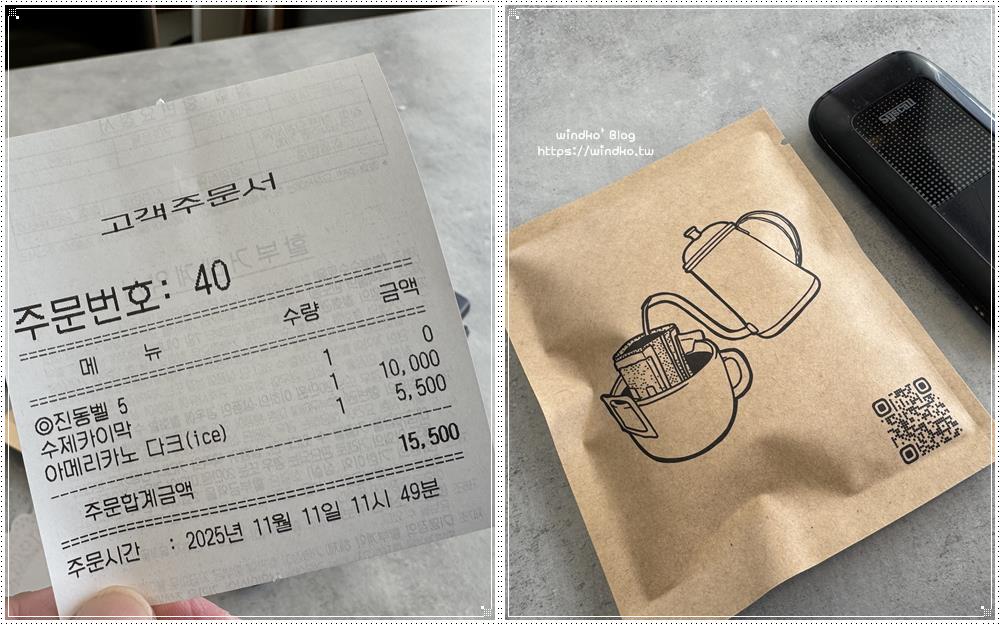 고객주문서
주문번호: 40
메 뉴 수량 금액
◎진동벨 5 1 0
수제카이막 1 10,000
아메리카노 다크(ice) 1 5,500
주문합계금액 15,500
주문시간 : 2025년 11월 11일 11시 49분
windko' Blog
https://windko.tw